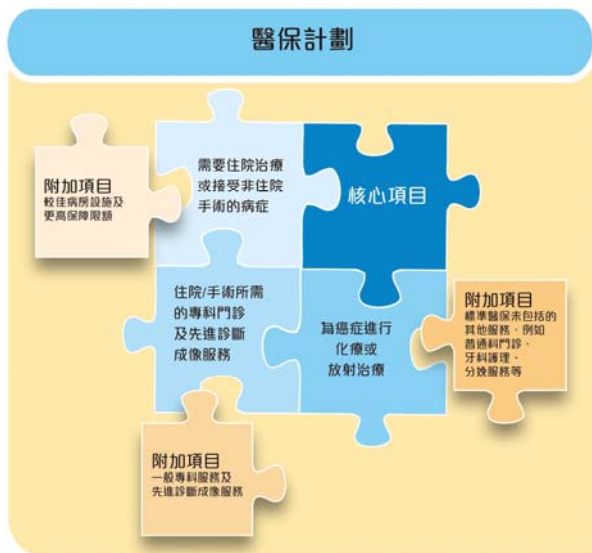 醫保計劃
需要住院治療
或接受非住院
手術的病症
核心項目
附加項目
較佳病房設施及
更高保障限額
住院/手術所需
的專科門診
及先進診斷
成像服務
為癌症進行
化療或
放射治療
附加項目
標準醫保未包括的
其他服務，例如
普通科門診、
牙科護理、
分娩服務等
附加項目
一般專科服務及
先進診斷成像服務